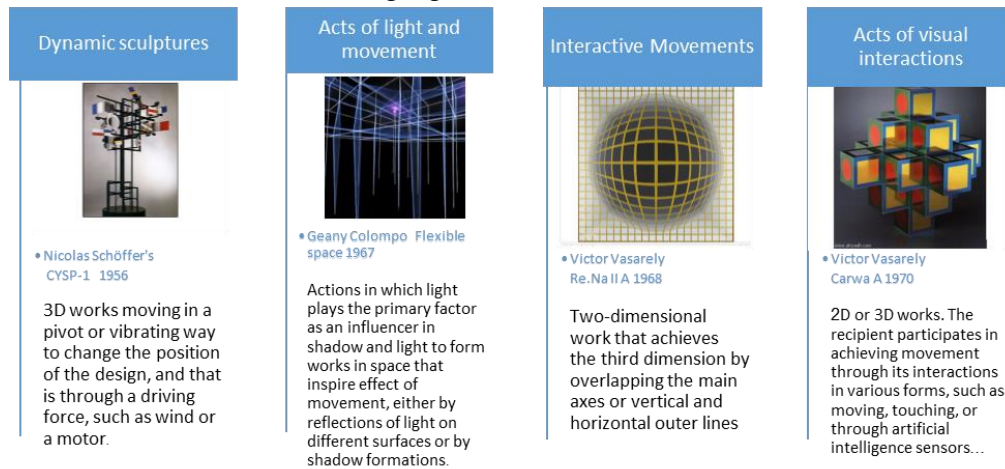 Dynamic sculptures
• Nicolas Schöffer's
CYSP-1 1956
3D works moving in a
pivot or vibrating way
to change the position
of the design, and that
is through a driving
force, such as wind or
a motor.
Acts of light and
movement
• Geany Colompo Flexible
space 1967
Actions in which light
plays the primary factor
as an influencer in
shadow and light to form
works in space that
inspire effect of
movement, either by
reflections of light on
different surfaces or by
shadow formations.
Interactive Movements
• Victor Vasarely
Re.Na II A 1968
Two-dimensional
work that achieves
the third dimension by
overlapping the main
axes or vertical and
horizontal outer lines
Acts of visual
interactions
• Victor Vasarely
Carwa A 1970
2D or 3D works. The
recipient participates in
achieving movement
through its interactions
in various forms, such as
moving, touching, or
through artificial
intelligence sensors...